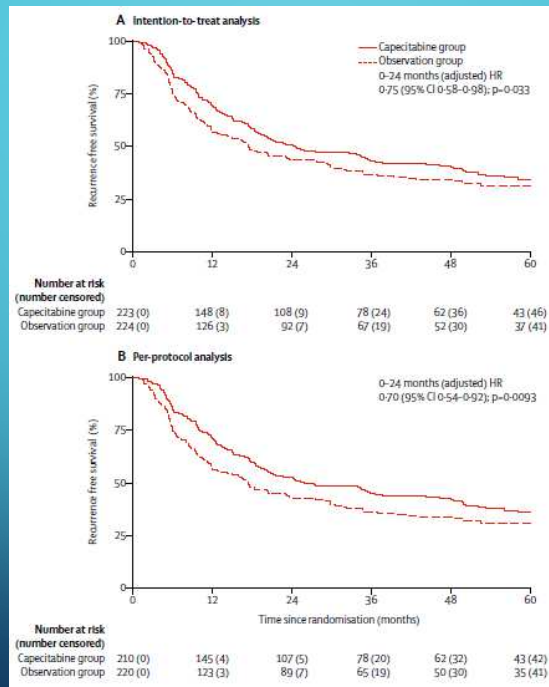 A Intention-to-treat analysis
Capecitabine group
Observation group
0–24 months (adjusted) HR
0·75 (95% CI 0·58–0·98); p=0·033
Recurrence free survival (%)
100
75
50
25
0
0 12 24 36 48 60
Number at risk
(number censored)
Capecitabine group 223 (0) 148 (8) 108 (9) 78 (24) 62 (36) 43 (46)
Observation group 224 (0) 126 (3) 92 (7) 67 (19) 52 (30) 37 (41)
B Per-protocol analysis
0–24 months (adjusted) HR
0·70 (95% CI 0·54–0·92); p=0·0093
Recurrence free survival (%)
100
75
50
25
0
0 12 24 36 48 60
Time since randomisation (months)
Number at risk
(number censored)
Capecitabine group 210 (0) 145 (4) 107 (5) 78 (20) 62 (32) 43 (42)
Observation group 220 (0) 123 (3) 89 (7) 65 (19) 50 (30) 35 (41)